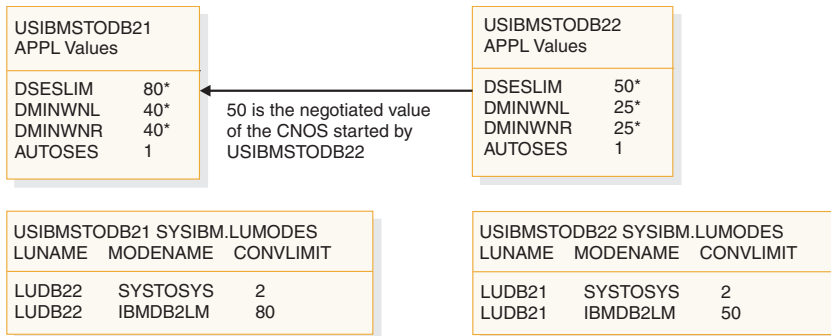 USIBMSTODB21
APPL Values
DSESLIM 80*
DMINWNL 40*
DMINWNR 40*
AUTOSES 1
50 is the negotiated value
of the CNOS started by
USIBMSTODB22
USIBMSTODB22
APPL Values
DSESLIM 50*
DMINWNL 25*
DMINWNR 25*
AUTOSES 1
USIBMSTODB21 SYSIBM.LUMODES
LUNAME MODENAME CONVLIMIT
LUDB22 SYSTOSYS 2
LUDB22 IBMDB2LM 80
USIBMSTODB22 SYSIBM.LUMODES
LUNAME MODENAME CONVLIMIT
LUDB21 SYSTOSYS 2
LUDB21 IBMDB2LM 50